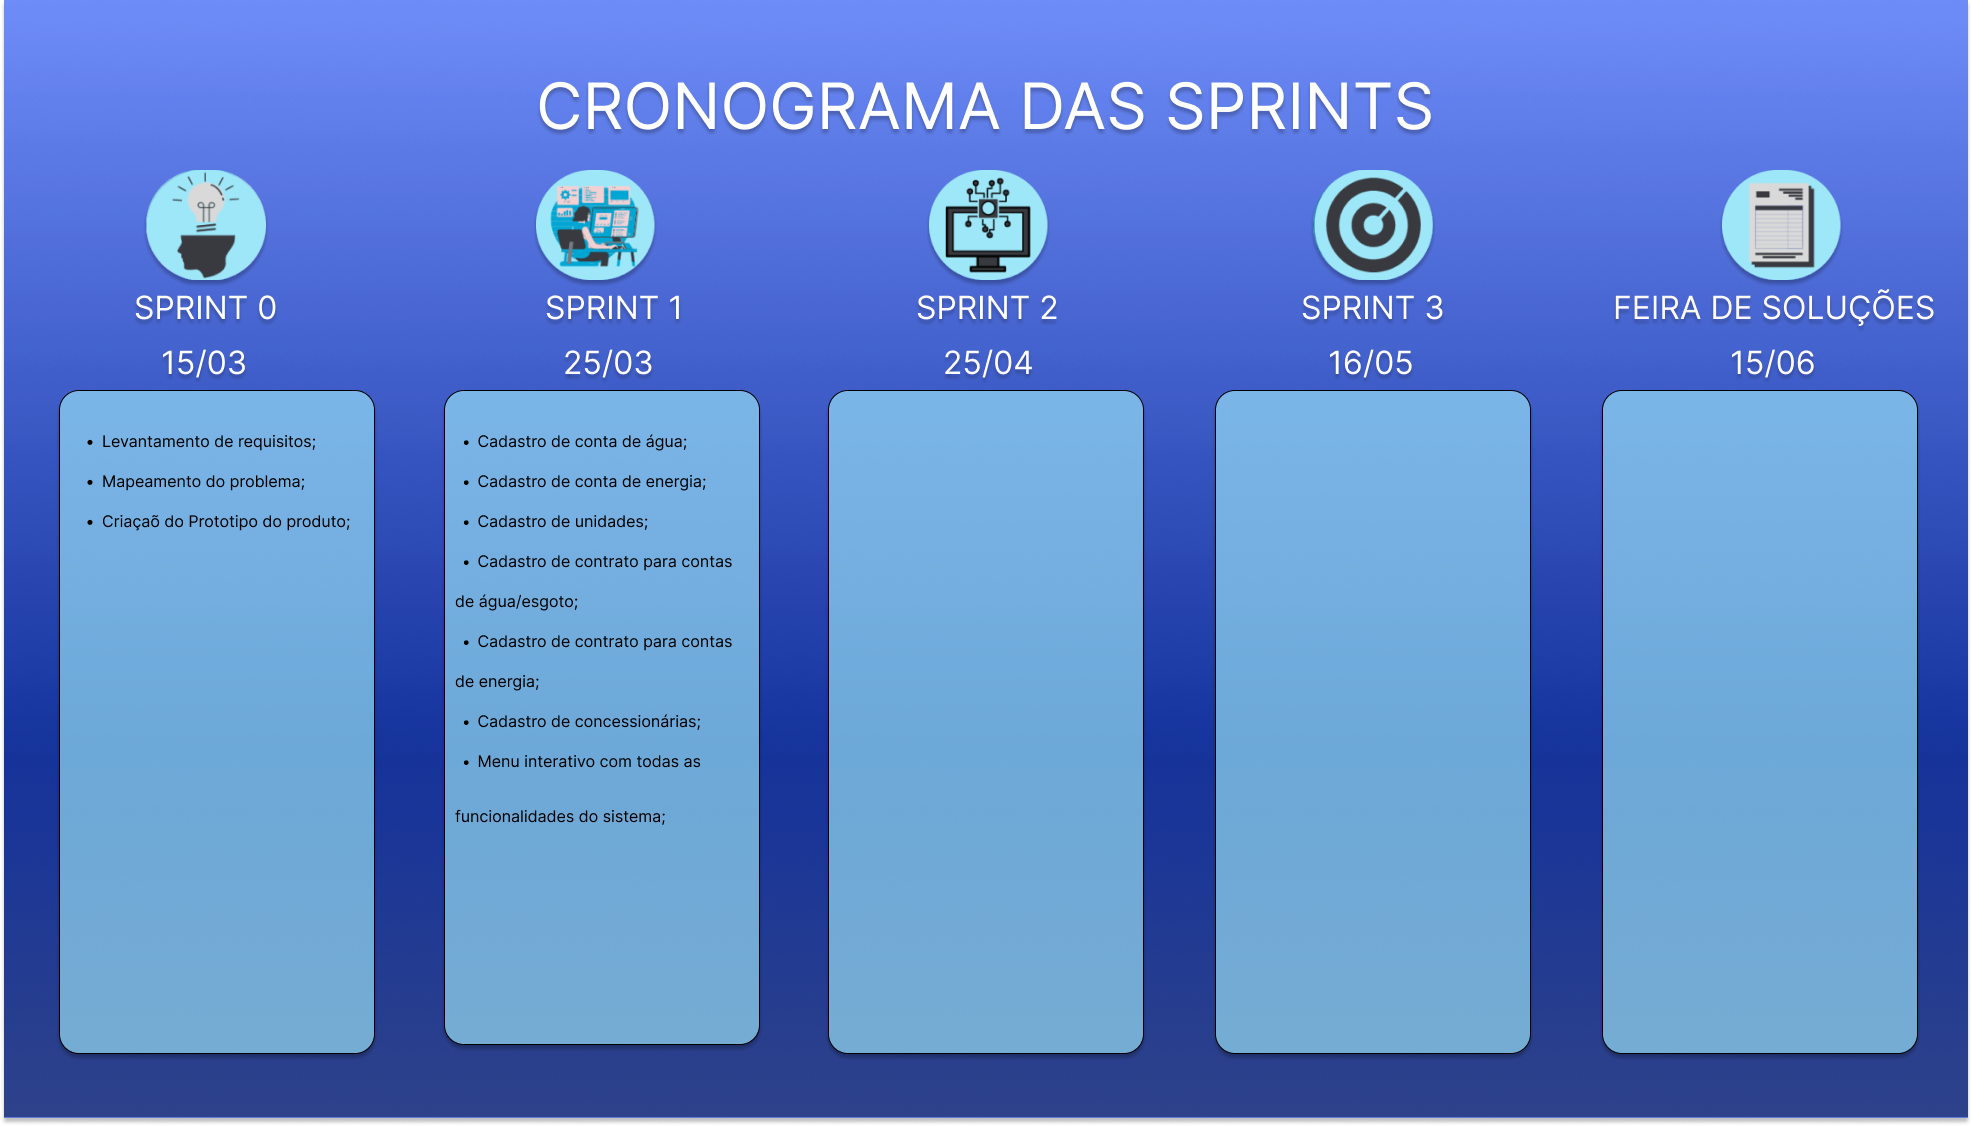 CRONOGRAMA DAS SPRINTS
SPRINT 0
15/03
• Levantamento de requisitos;
• Mapeamento do problema;
• Criaçaõ do Prototipo do produto;
SPRINT 1
25/03
• Cadastro de conta de água;
• Cadastro de conta de energia;
• Cadastro de unidades;
• Cadastro de contrato para contas
de água/esgoto;
• Cadastro de contrato para contas
de energia;
• Cadastro de concessionárias;
• Menu interativo com todas as
funcionalidades do sistema;
SPRINT 2
25/04
SPRINT 3
16/05
FEIRA DE SOLUÇÕES
15/06